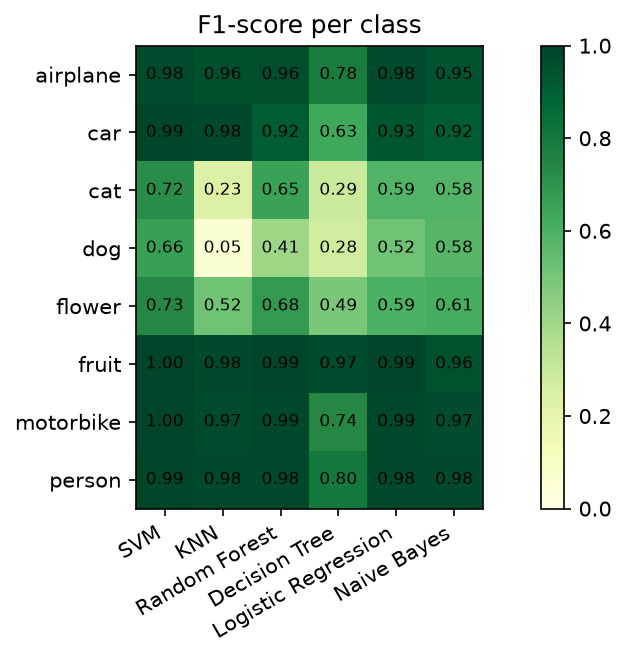 F1-score per class
airplane 0.98 0.96 0.96 0.78 0.98 0.95
car 0.99 0.98 0.92 0.63 0.93 0.92
cat 0.72 0.23 0.65 0.29 0.59 0.58
dog 0.66 0.05 0.41 0.28 0.52 0.58
flower 0.73 0.52 0.68 0.49 0.59 0.61
fruit 1.00 0.98 0.99 0.97 0.99 0.96
motorbike 1.00 0.97 0.99 0.74 0.99 0.97
person 0.99 0.98 0.98 0.80 0.98 0.98
SVM
KNN
Random Forest
Decision Tree
Logistic Regression
Naive Bayes
1.0
0.8
0.6
0.4
0.2
0.0